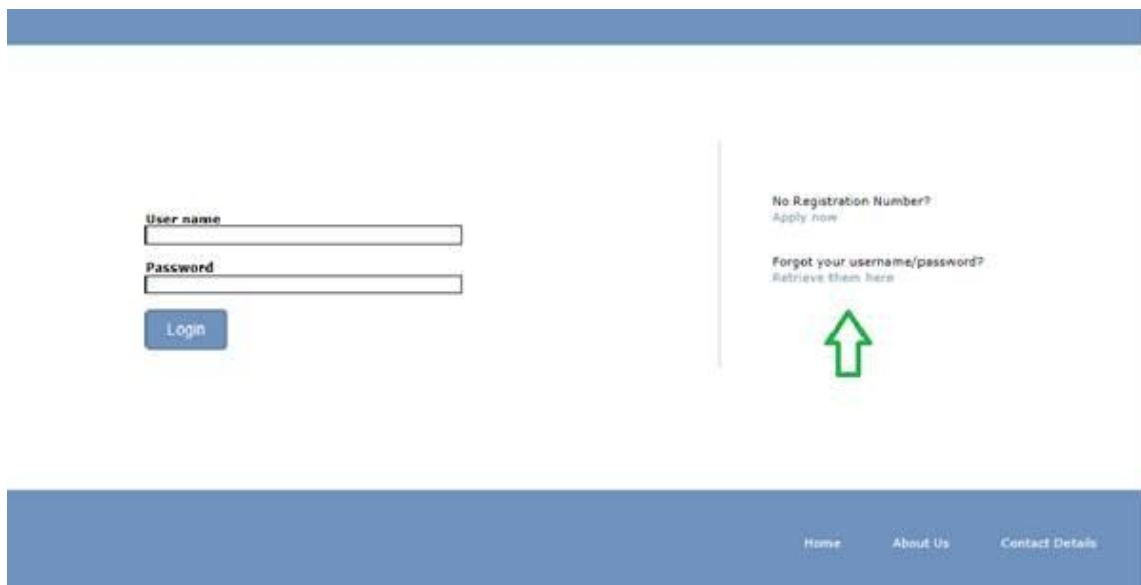 User name
Password
Login
No Registration Number?
Apply now
Forgot your username/password?
Retrieve them here
Home About Us Contact Details